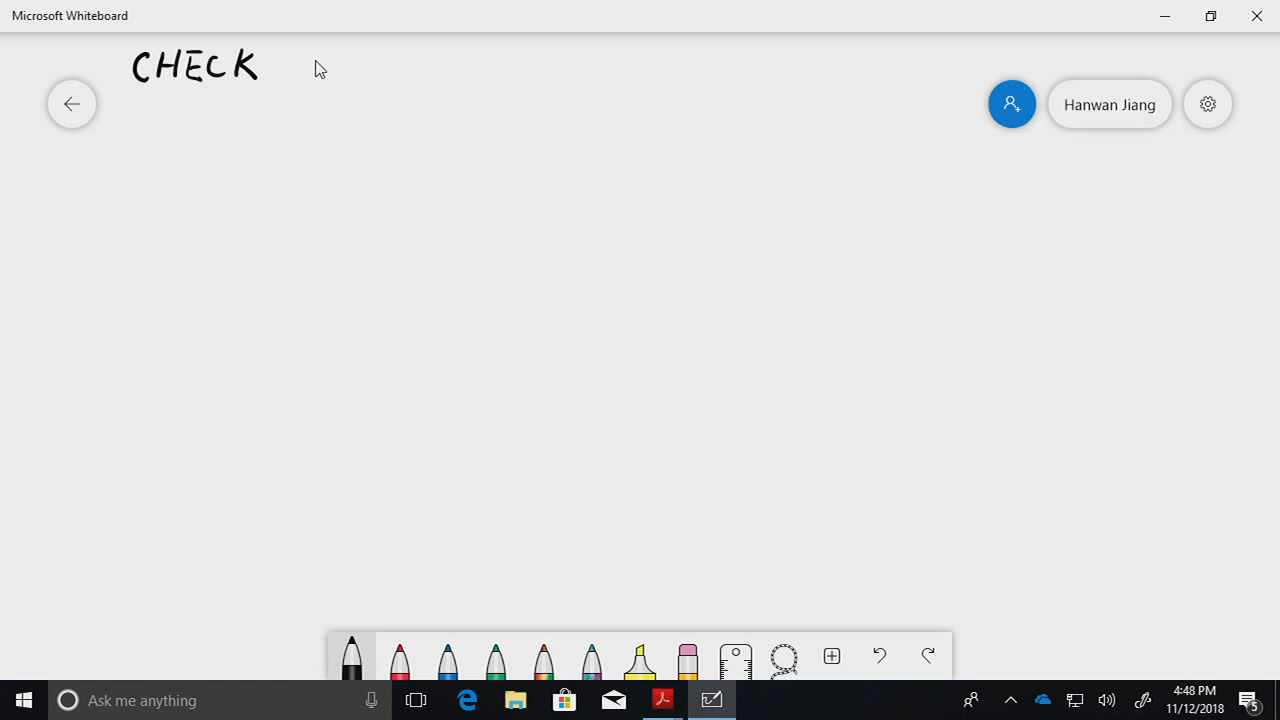 Microsoft Whiteboard
CHECK
Hanwan Jiang
Ask me anything
4:48 PM
11/12/2018
5